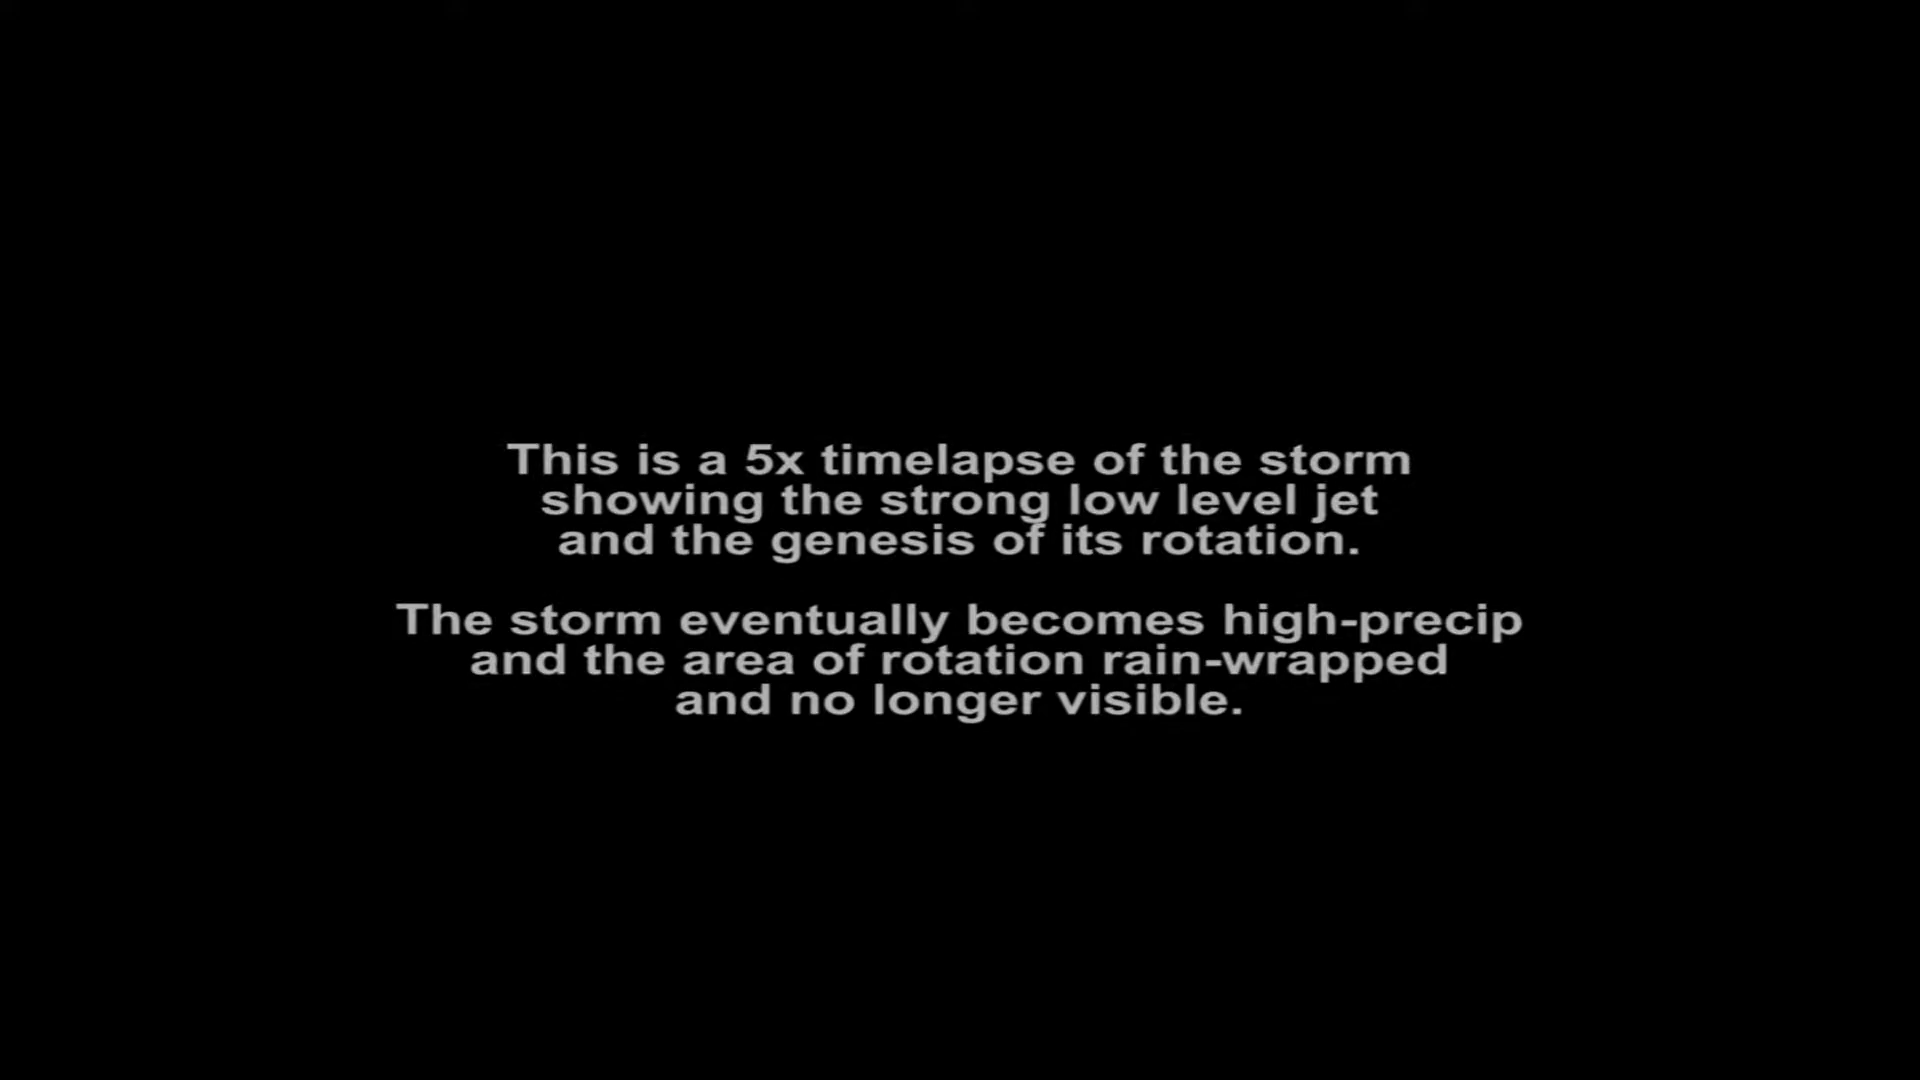 This is a 5x timelapse of the storm
showing the strong low level jet
and the genesis of its rotation.
The storm eventually becomes high-precip
and the area of rotation rain-wrapped
and no longer visible.